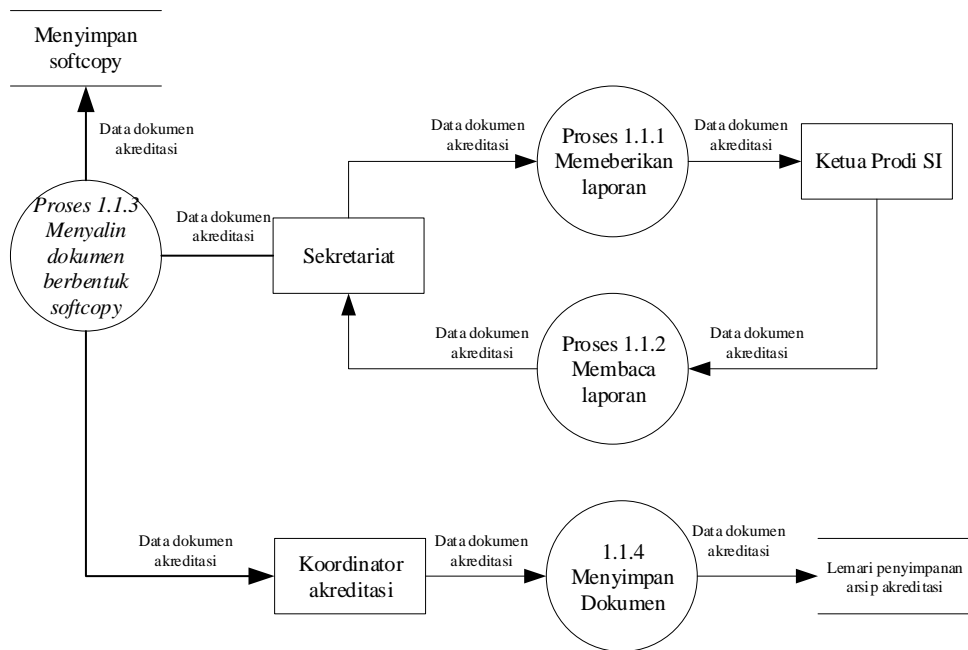 Menyimpan
softcopy
Data dokumen
akreditasi
Proses 1.1.3
Menyalin
dokumen
berbentuk
softcopy
Data dokumen
akreditasi
Sekretariat
Data dokumen
akreditasi
Proses 1.1.1
Memeberikan
laporan
Data dokumen
akreditasi
Ketua Prodi SI
Data dokumen
akreditasi
Proses 1.1.2
Membaca
laporan
Data dokumen
akreditasi
Data dokumen
akreditasi
Koordinator
akreditasi
Data dokumen
akreditasi
1.1.4
Menyimpan
Dokumen
Data dokumen
akreditasi
Lemari penyimpanan
arsip akreditasi